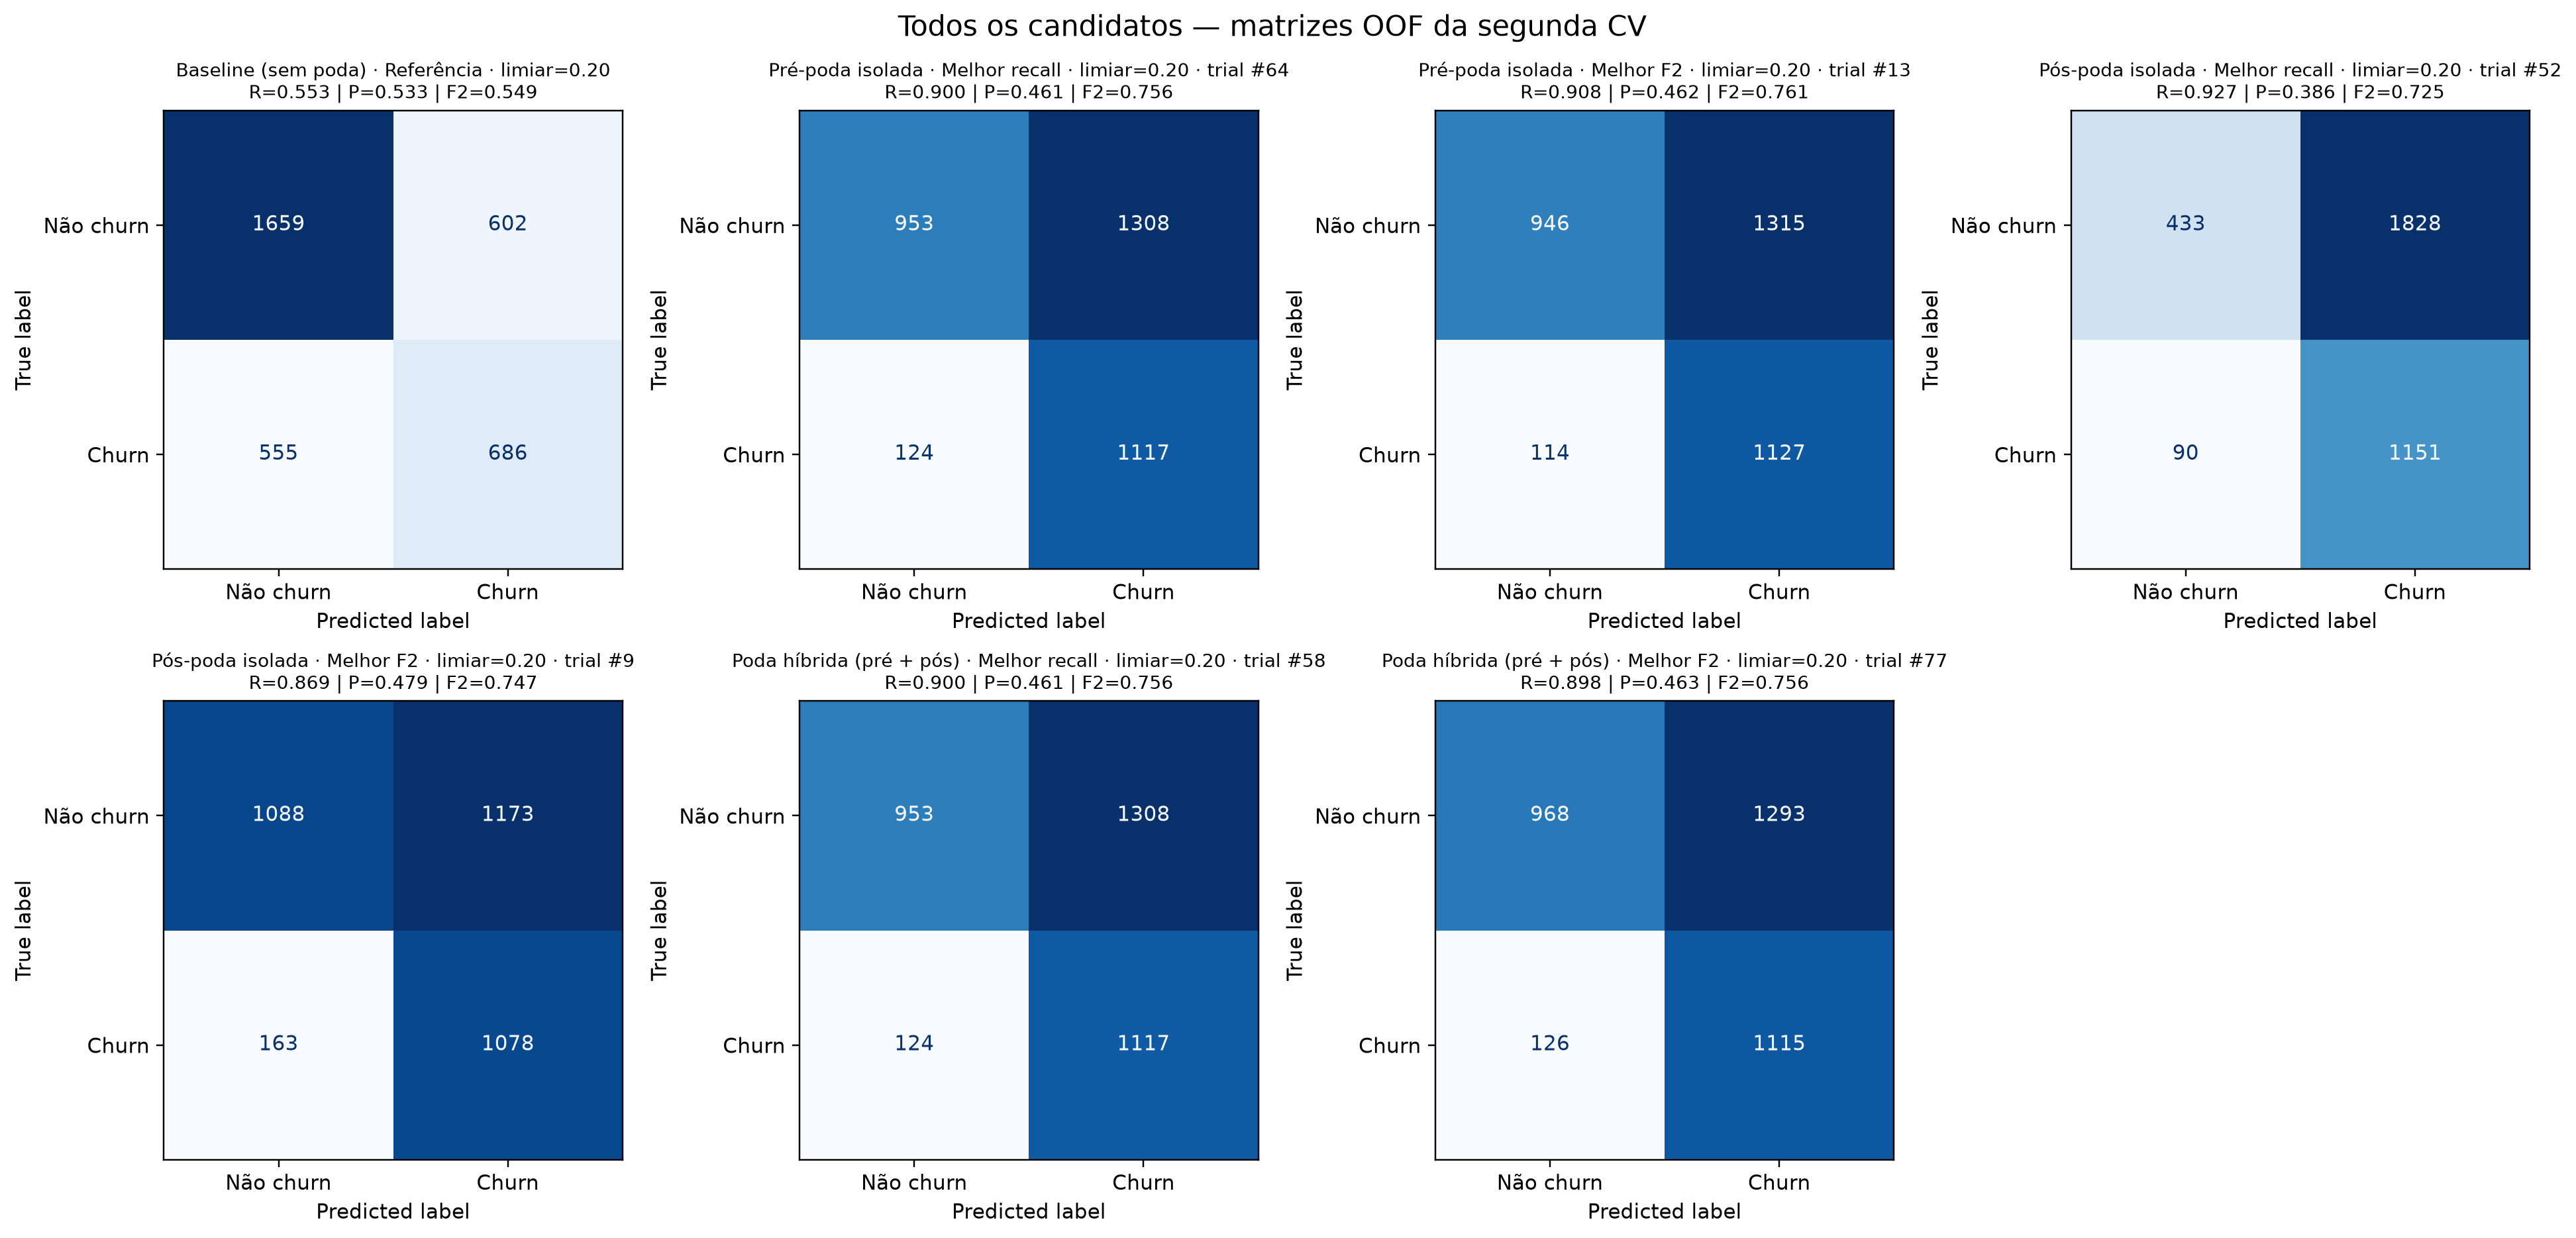 Todos os candidatos — matrizes OOF da segunda CV
Baseline (sem poda) · Referência · limiar=0.20
R=0.553 | P=0.533 | F2=0.549
True label
Não churn
1659
602
Churn
555
686
Não churn
Churn
Predicted label
Pré-poda isolada · Melhor recall · limiar=0.20 · trial #64
R=0.900 | P=0.461 | F2=0.756
True label
Não churn
953
1308
Churn
124
1117
Não churn
Churn
Predicted label
Pré-poda isolada · Melhor F2 · limiar=0.20 · trial #13
R=0.908 | P=0.462 | F2=0.761
True label
Não churn
946
1315
Churn
114
1127
Não churn
Churn
Predicted label
Pós-poda isolada · Melhor recall · limiar=0.20 · trial #52
R=0.927 | P=0.386 | F2=0.725
True label
Não churn
433
1828
Churn
90
1151
Não churn
Churn
Predicted label
Pós-poda isolada · Melhor F2 · limiar=0.20 · trial #9
R=0.869 | P=0.479 | F2=0.747
True label
Não churn
1088
1173
Churn
163
1078
Não churn
Churn
Predicted label
Poda híbrida (pré + pós) · Melhor recall · limiar=0.20 · trial #58
R=0.900 | P=0.461 | F2=0.756
True label
Não churn
953
1308
Churn
124
1117
Não churn
Churn
Predicted label
Poda híbrida (pré + pós) · Melhor F2 · limiar=0.20 · trial #77
R=0.898 | P=0.463 | F2=0.756
True label
Não churn
968
1293
Churn
126
1115
Não churn
Churn
Predicted label